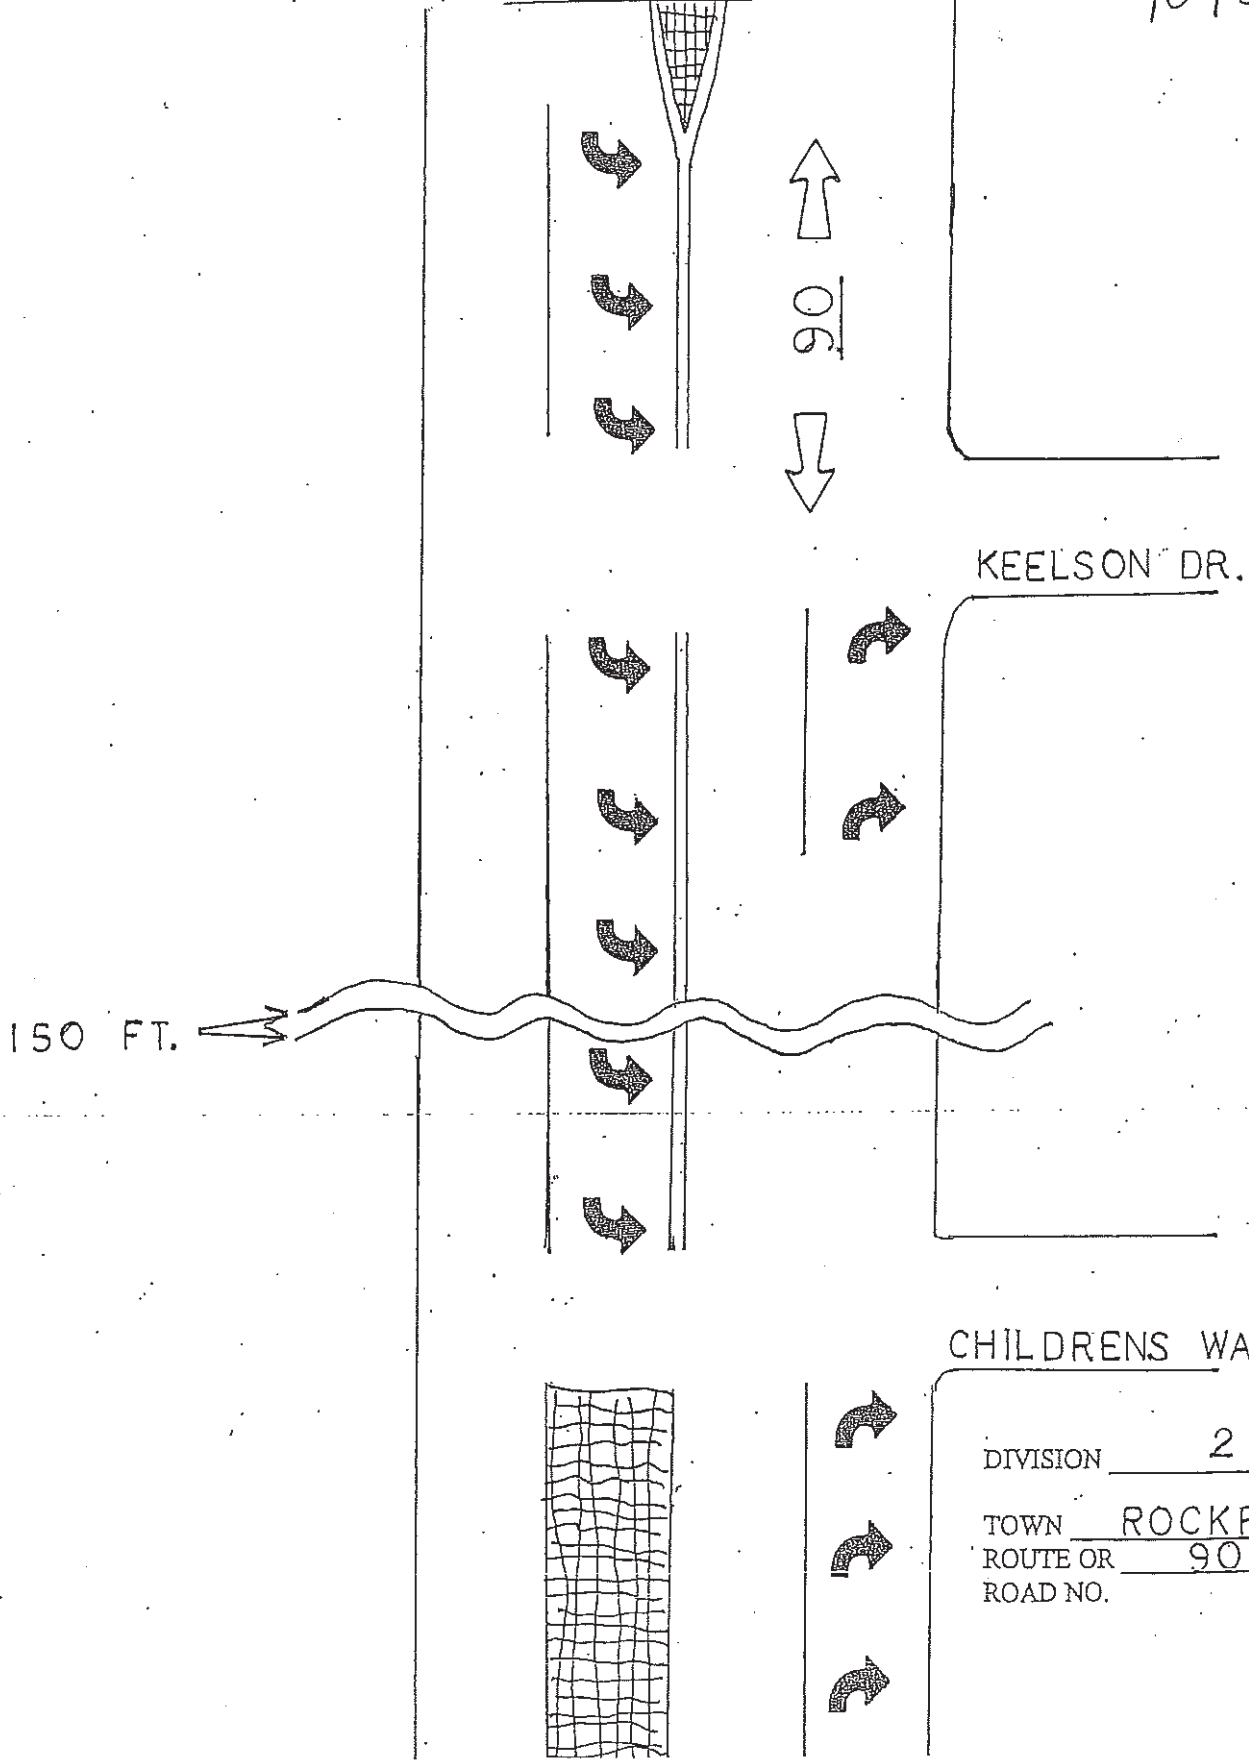 90
KEELSON DR.
150 FT.
CHILDRENS WA
DIVISION 2
TOWN ROCKP
ROUTE OR 90
ROAD NO.